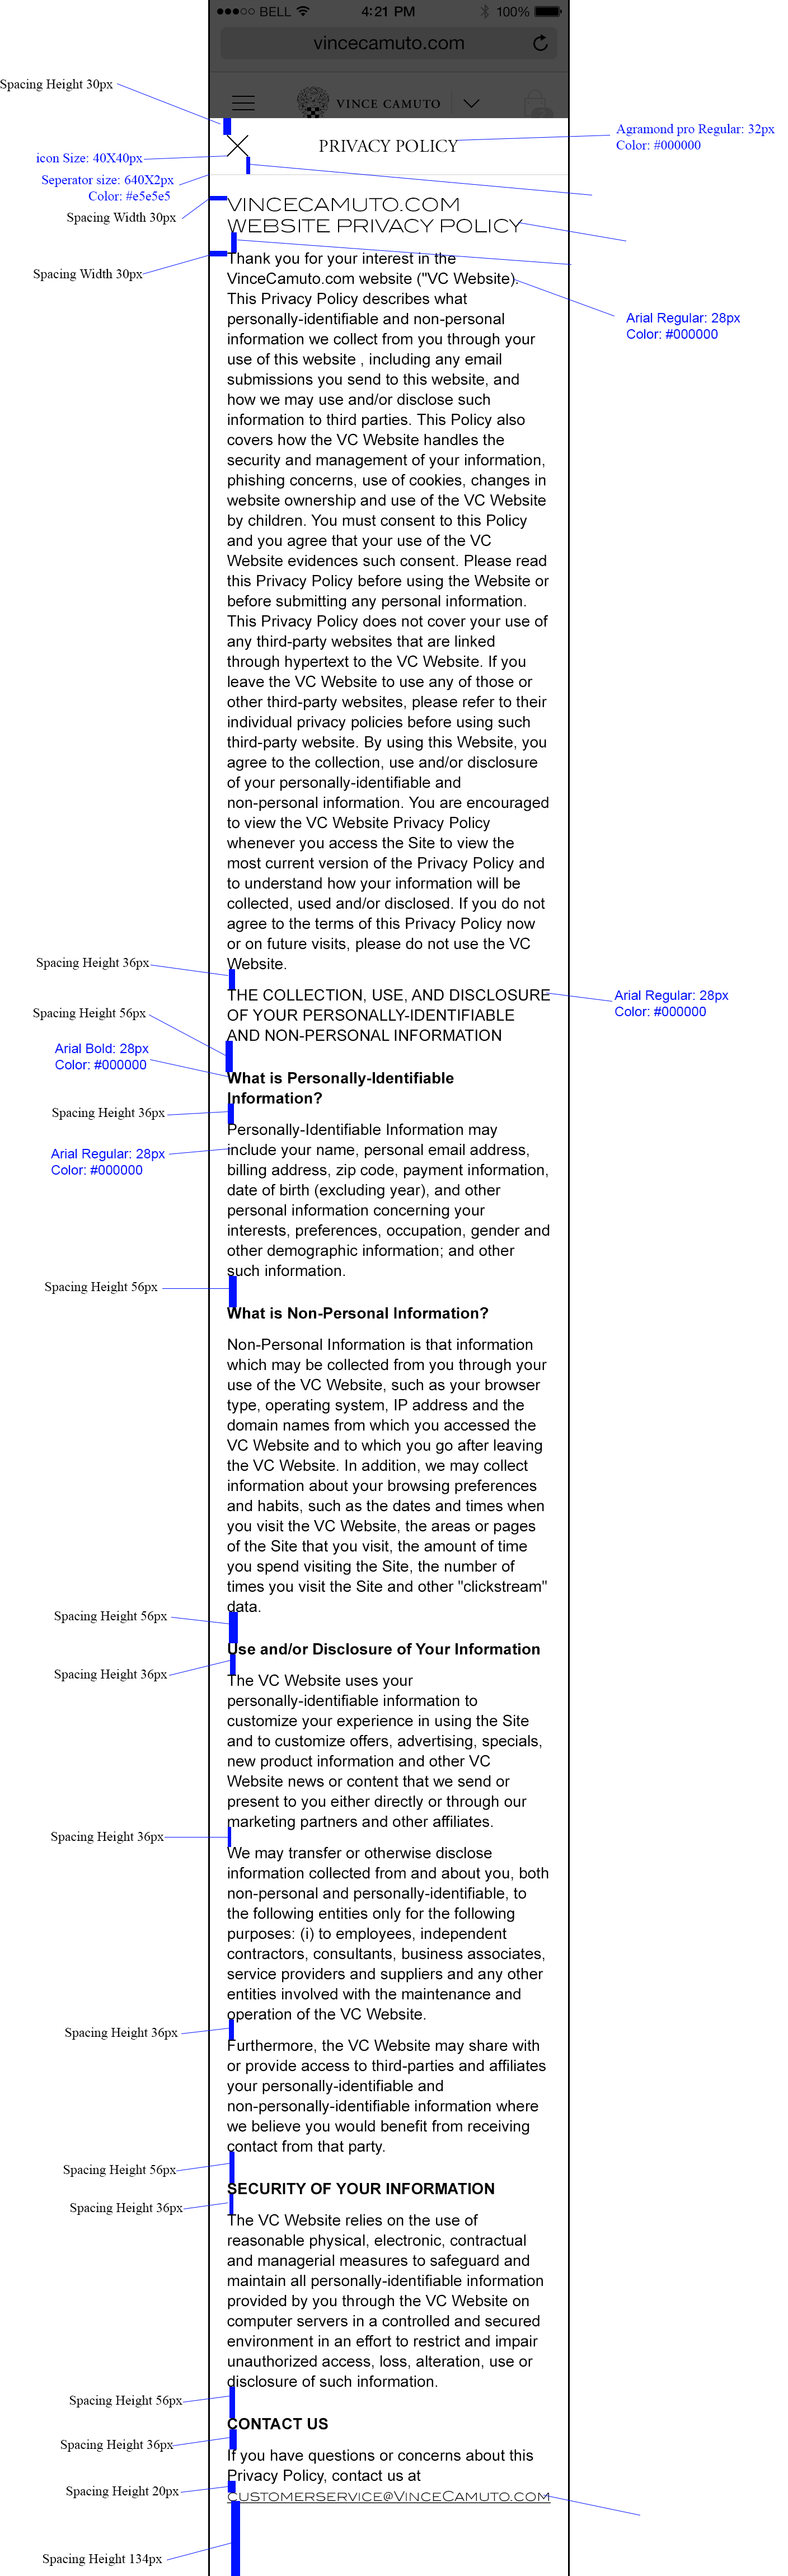 BELL 4:21 PM 100%
vincecamuto.com
Spacing Height 30px
VINCE CAMUTO
Agramond pro Regular: 32px
Color: #000000
PRIVACY POLICY
icon Size: 40X40px
Seperator size: 640X2px
Color: #e5e5e5
Spacing Width 30px
VINCECAMUTO.COM
WEBSITE PRIVACY POLICY
Spacing Width 30px
Thank you for your interest in the
VinceCamuto.com website ("VC Website).
Arial Regular: 28px
Color: #000000
This Privacy Policy describes what
personally-identifiable and non-personal
information we collect from you through your
use of this website , including any email
submissions you send to this website, and
how we may use and/or disclose such
information to third parties. This Policy also
covers how the VC Website handles the
security and management of your information,
phishing concerns, use of cookies, changes in
website ownership and use of the VC Website
by children. You must consent to this Policy
and you agree that your use of the VC
Website evidences such consent. Please read
this Privacy Policy before using the Website or
before submitting any personal information.
This Privacy Policy does not cover your use of
any third-party websites that are linked
through hypertext to the VC Website. If you
leave the VC Website to use any of those or
other third-party websites, please refer to their
individual privacy policies before using such
third-party website. By using this Website, you
agree to the collection, use and/or disclosure
of your personally-identifiable and
non-personal information. You are encouraged
to view the VC Website Privacy Policy
whenever you access the Site to view the
most current version of the Privacy Policy and
to understand how your information will be
collected, used and/or disclosed. If you do not
agree to the terms of this Privacy Policy now
or on future visits, please do not use the VC
Website.
Spacing Height 36px
THE COLLECTION, USE, AND DISCLOSURE
OF YOUR PERSONALLY-IDENTIFIABLE
AND NON-PERSONAL INFORMATION
Arial Regular: 28px
Color: #000000
Spacing Height 56px
Arial Bold: 28px
Color: #000000
What is Personally-Identifiable
Information?
Spacing Height 36px
Personally-Identifiable Information may
include your name, personal email address,
billing address, zip code, payment information,
date of birth (excluding year), and other
personal information concerning your
interests, preferences, occupation, gender and
other demographic information; and other
such information.
Arial Regular: 28px
Color: #000000
Spacing Height 56px
What is Non-Personal Information?
Non-Personal Information is that information
which may be collected from you through your
use of the VC Website, such as your browser
type, operating system, IP address and the
domain names from which you accessed the
VC Website and to which you go after leaving
the VC Website. In addition, we may collect
information about your browsing preferences
and habits, such as the dates and times when
you visit the VC Website, the areas or pages
of the Site that you visit, the amount of time
you spend visiting the Site, the number of
times you visit the Site and other "clickstream"
data.
Spacing Height 56px
Use and/or Disclosure of Your Information
Spacing Height 36px
The VC Website uses your
personally-identifiable information to
customize your experience in using the Site
and to customize offers, advertising, specials,
new product information and other VC
Website news or content that we send or
present to you either directly or through our
marketing partners and other affiliates.
Spacing Height 36px
We may transfer or otherwise disclose
information collected from and about you, both
non-personal and personally-identifiable, to
the following entities only for the following
purposes: (i) to employees, independent
contractors, consultants, business associates,
service providers and suppliers and any other
entities involved with the maintenance and
operation of the VC Website.
Spacing Height 36px
Furthermore, the VC Website may share with
or provide access to third-parties and affiliates
your personally-identifiable and
non-personally-identifiable information where
we believe you would benefit from receiving
contact from that party.
Spacing Height 56px
SECURITY OF YOUR INFORMATION
Spacing Height 36px
The VC Website relies on the use of
reasonable physical, electronic, contractual
and managerial measures to safeguard and
maintain all personally-identifiable information
provided by you through the VC Website on
computer servers in a controlled and secured
environment in an effort to restrict and impair
unauthorized access, loss, alteration, use or
disclosure of such information.
Spacing Height 56px
CONTACT US
Spacing Height 36px
If you have questions or concerns about this
Privacy Policy, contact us at
Spacing Height 20px
CUSTOMERSERVICE@VINCECAMUTO.COM
Spacing Height 134px